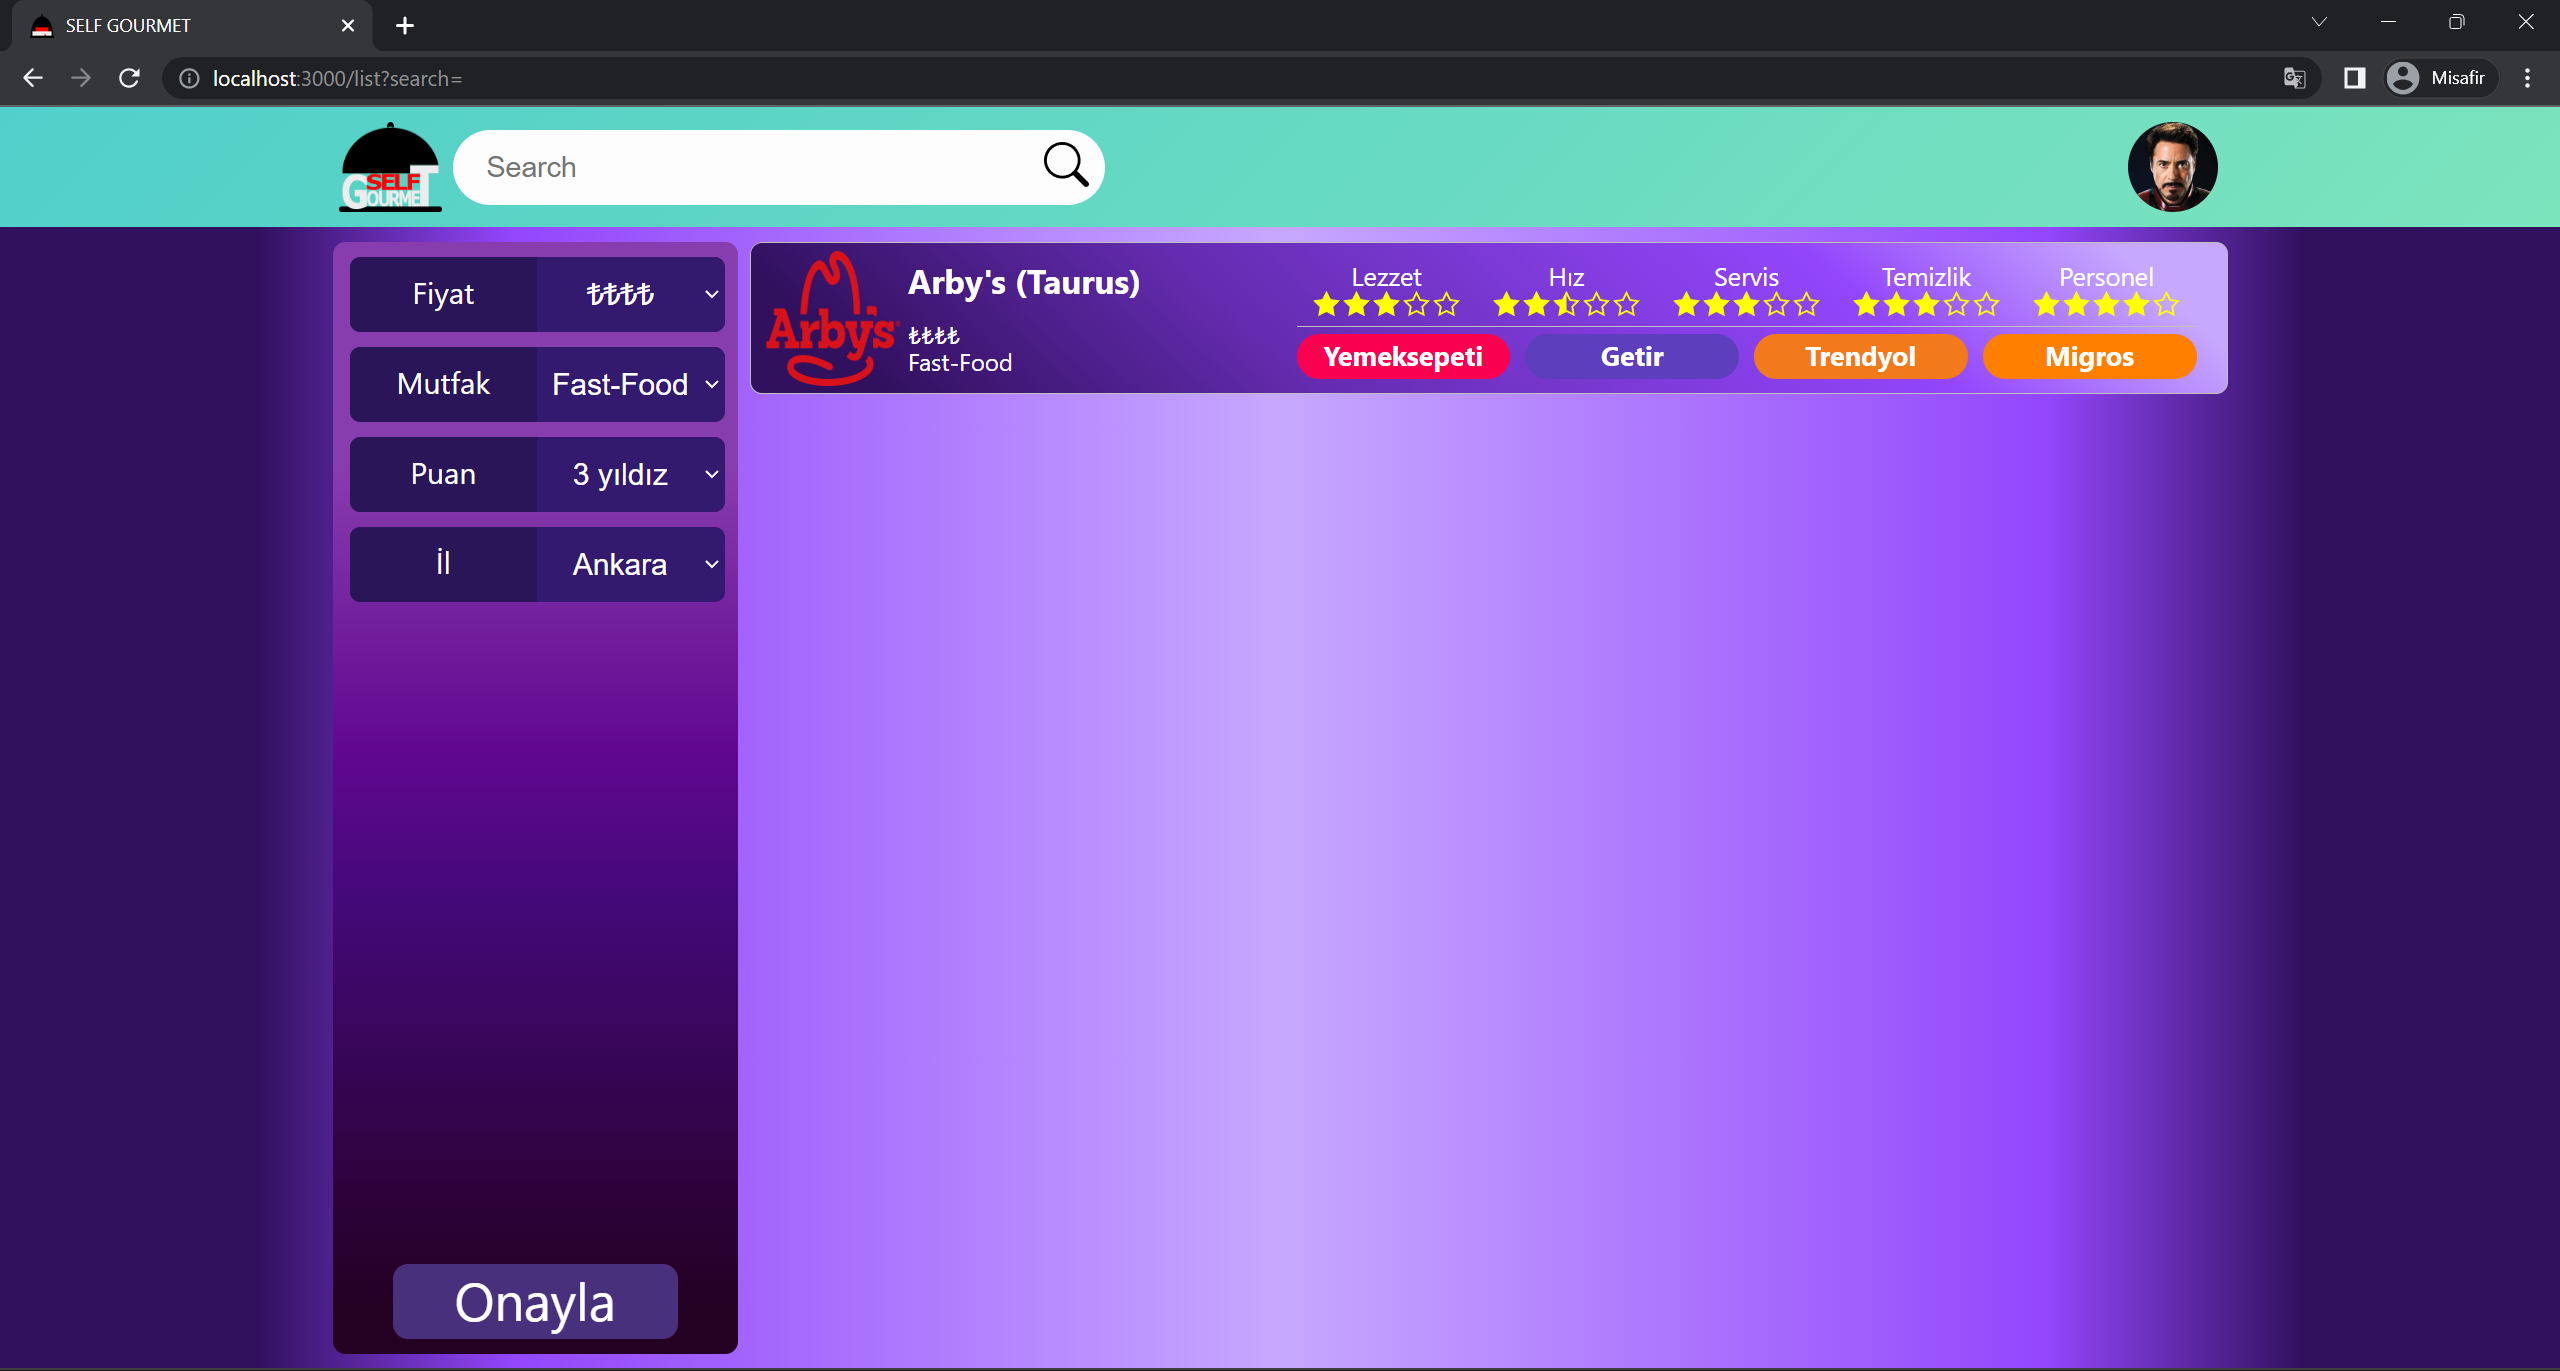 SELF GOURMET
localhost:3000/list?search=
Misafir
SELF
GOURMET
Search
Fiyat ₺₺₺₺
Mutfak Fast-Food
Puan 3 yıldız
İl Ankara
Onayla
Arby's
Arby's (Taurus)
₺₺₺₺
Fast-Food
Lezzet Hız Servis Temizlik Personel
Yemeksepeti Getir Trendyol Migros